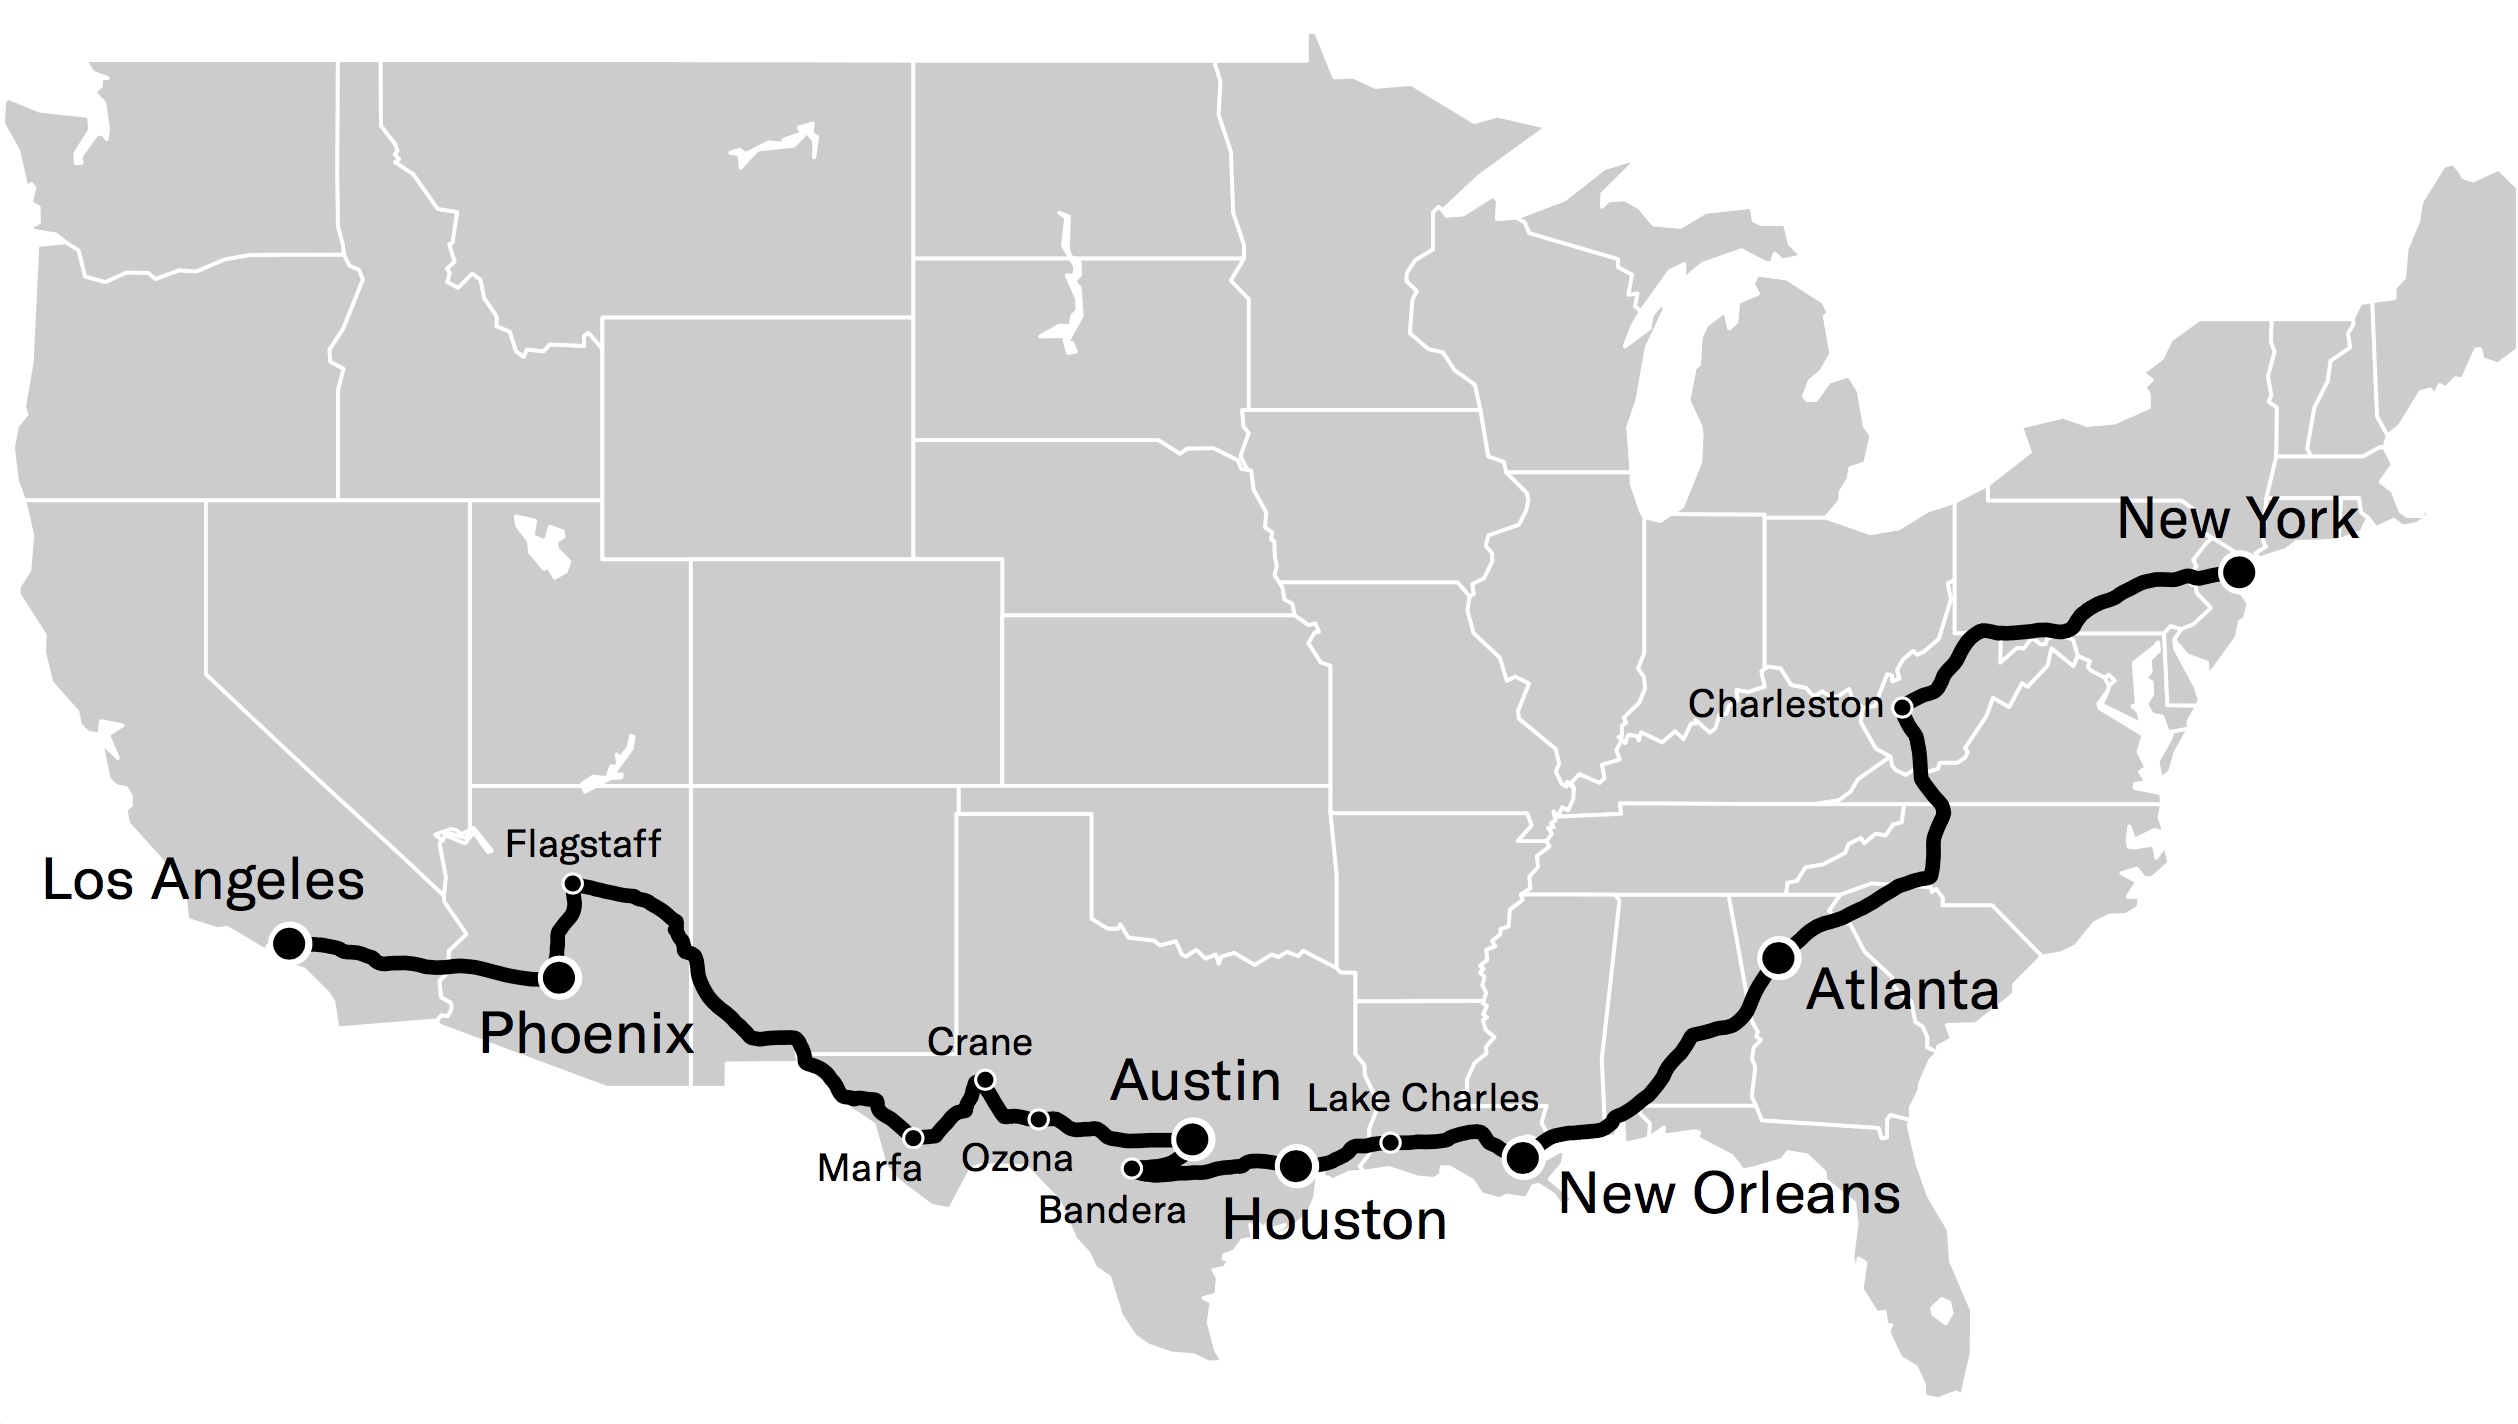 New York
Charleston
Flagstaff
Los Angeles
Atlanta
Phoenix
Crane
Austin
Lake Charles
Marfa
Ozona
New Orleans
Bandera
Houston